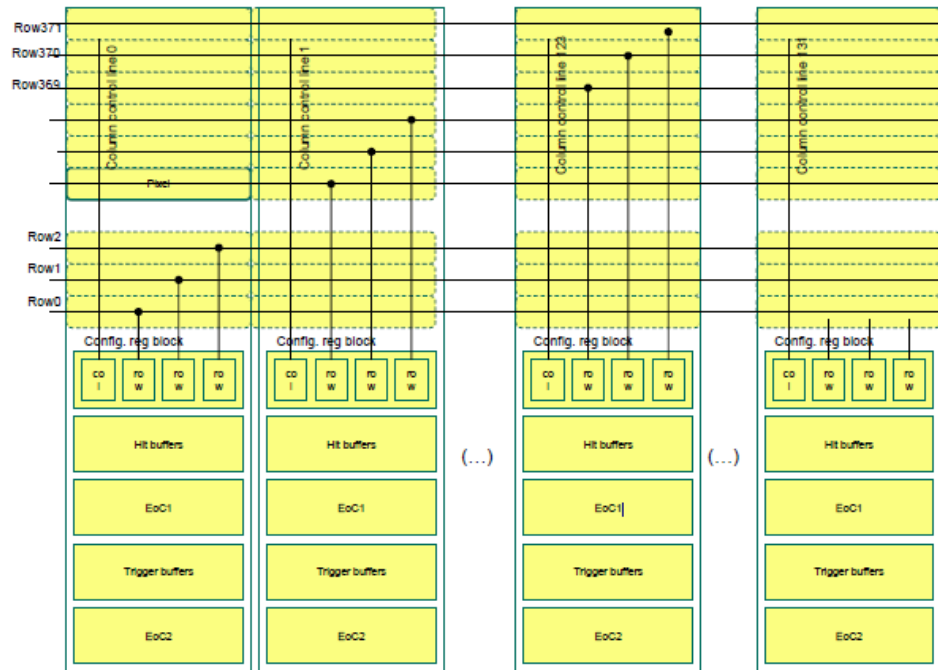 Row371
Row370
Row369
Column control line 0
Column control line 1
Column control line 123
Column control line 131
Pixel
Row2
Row1
Row0
Config. reg block
Config. reg block
Config. reg block
Config. reg block
co
l
ro
w
ro
w
ro
w
co
l
ro
w
ro
w
ro
w
co
l
ro
w
ro
w
ro
w
co
l
ro
w
ro
w
ro
w
Hit buffers
Hit buffers
(...)
Hit buffers
(...)
Hit buffers
EoC1
EoC1
EoC1
EoC1
Trigger buffers
Trigger buffers
Trigger buffers
Trigger buffers
EoC2
EoC2
EoC2
EoC2